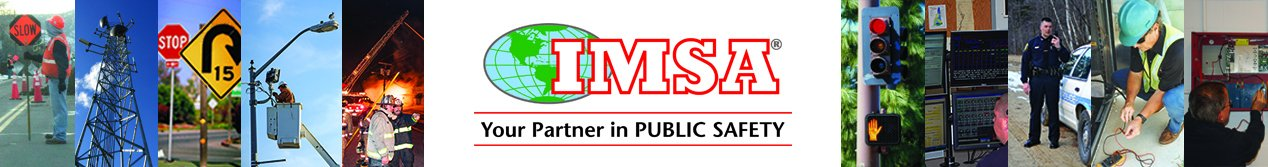 SLOW
STOP
15
IMSA®
Your Partner in PUBLIC SAFETY